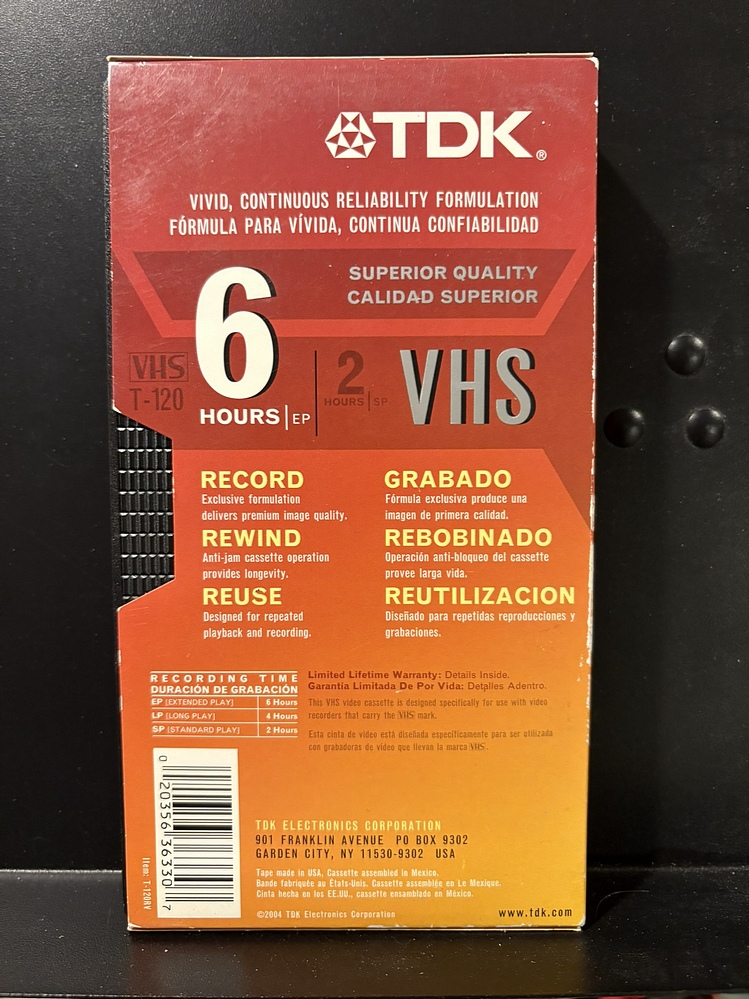 TDK®
VIVID, CONTINUOUS RELIABILITY FORMULATION
FÓRMULA PARA VÍVIDA, CONTINUA CONFIABILIDAD
SUPERIOR QUALITY
CALIDAD SUPERIOR
VHS
T-120
6
HOURS EP
2
HOURS SP
VHS
RECORD
Exclusive formulation
delivers premium image quality.
REWIND
Anti-jam cassette operation
provides longevity.
REUSE
Designed for repeated
playback and recording.
GRABADO
Fórmula exclusiva produce una
imagen de primera calidad.
REBOBINADO
Operación anti-bloqueo del cassette
provee larga vida.
REUTILIZACION
Diseñado para repetidas reproducciones y
grabaciones.
RECORDING TIME
DURACIÓN DE GRABACIÓN
EP [EXTENDED PLAY] 6 Hours
LP [LONG PLAY] 4 Hours
SP [STANDARD PLAY] 2 Hours
Limited Lifetime Warranty: Details Inside.
Garantía Limitada De Por Vida: Detalles Adentro.
This VHS video cassette is designed specifically for use with video
recorders that carry the VHS mark.
Esta cinta de video está diseñada específicamente para ser utilizada
con grabadoras de video que llevan la marca VHS.
0 20356 36330 7
Item: T-120RV
TDK ELECTRONICS CORPORATION
901 FRANKLIN AVENUE PO BOX 9302
GARDEN CITY, NY 11530-9302 USA
Tape made in USA, Cassette assembled in Mexico.
Bande fabriquée au États-Unis. Cassette assemblée en Le Mexique.
Cinta hecha en los EE.UU., cassette ensamblado en México.
©2004 TDK Electronics Corporation
www.tdk.com